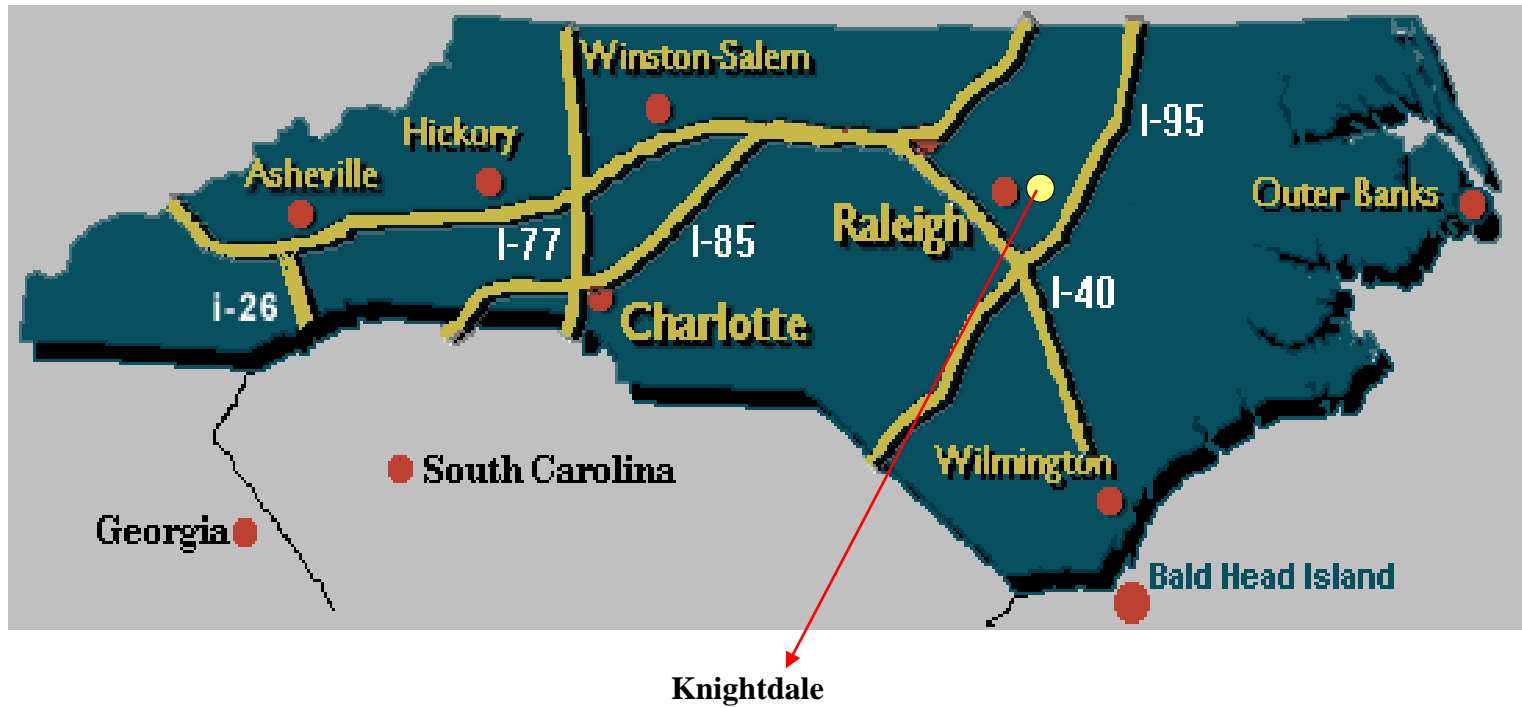 Winston-Salem
I-95
Hickory
Asheville
Outer Banks
Raleigh
I-77
I-85
i-26
I-40
Charlotte
Wilmington
South Carolina
Georgia
Bald Head Island
Knightdale